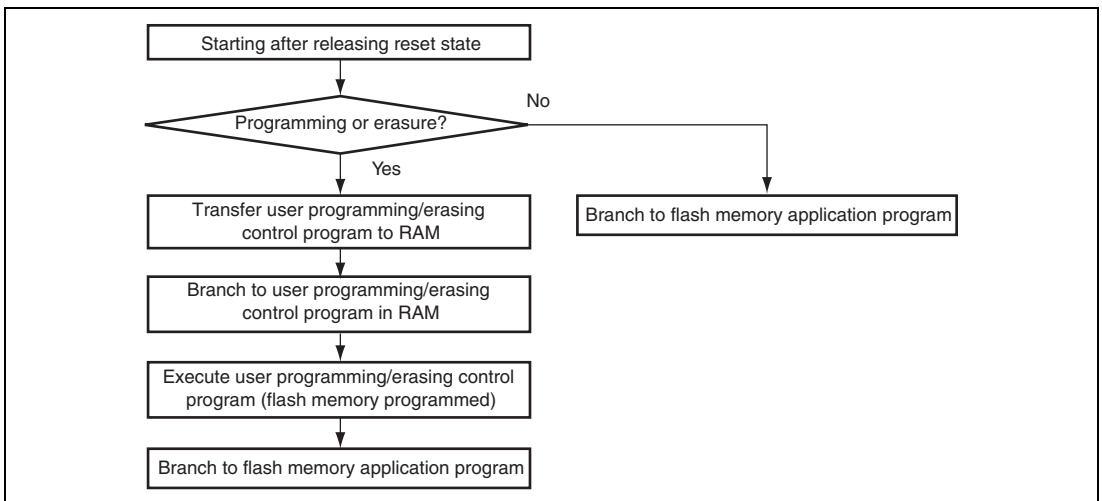 Starting after releasing reset state
No
Programming or erasure?
Yes
Transfer user programming/erasing
control program to RAM
Branch to flash memory application program
Branch to user programming/erasing
control program in RAM
Execute user programming/erasing control
program (flash memory programmed)
Branch to flash memory application program